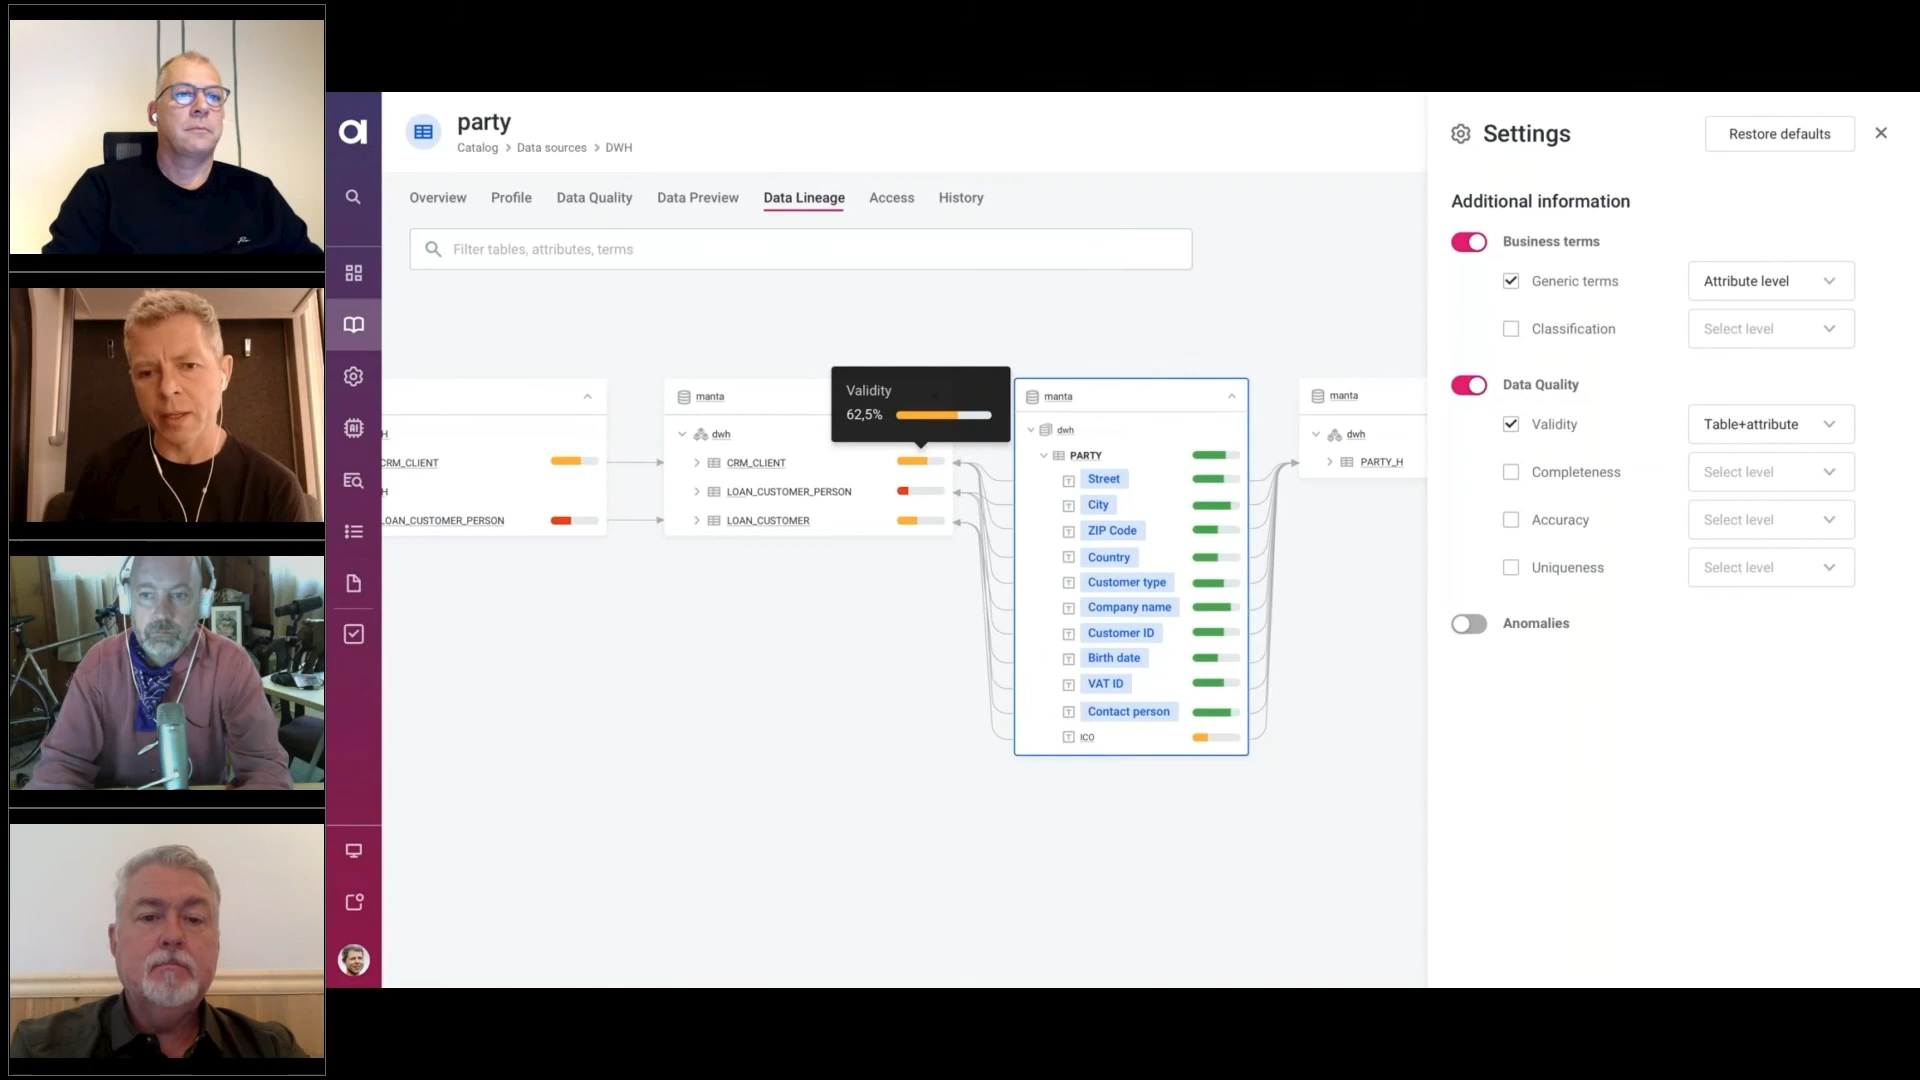 party
Catalog > Data sources > DWH
Overview Profile Data Quality Data Preview Data Lineage Access History
Filter tables, attributes, terms
H
CRM_CLIENT
H
LOAN_CUSTOMER_PERSON
manta
dwh
CRM_CLIENT
LOAN_CUSTOMER_PERSON
LOAN_CUSTOMER
Validity
62,5%
manta
dwh
PARTY
Street
City
ZIP Code
Country
Customer type
Company name
Customer ID
Birth date
VAT ID
Contact person
ICO
manta
dwh
PARTY_H
Settings
Restore defaults
Additional information
Business terms
Generic terms Attribute level
Classification Select level
Data Quality
Validity Table+attribute
Completeness Select level
Accuracy Select level
Uniqueness Select level
Anomalies
AI